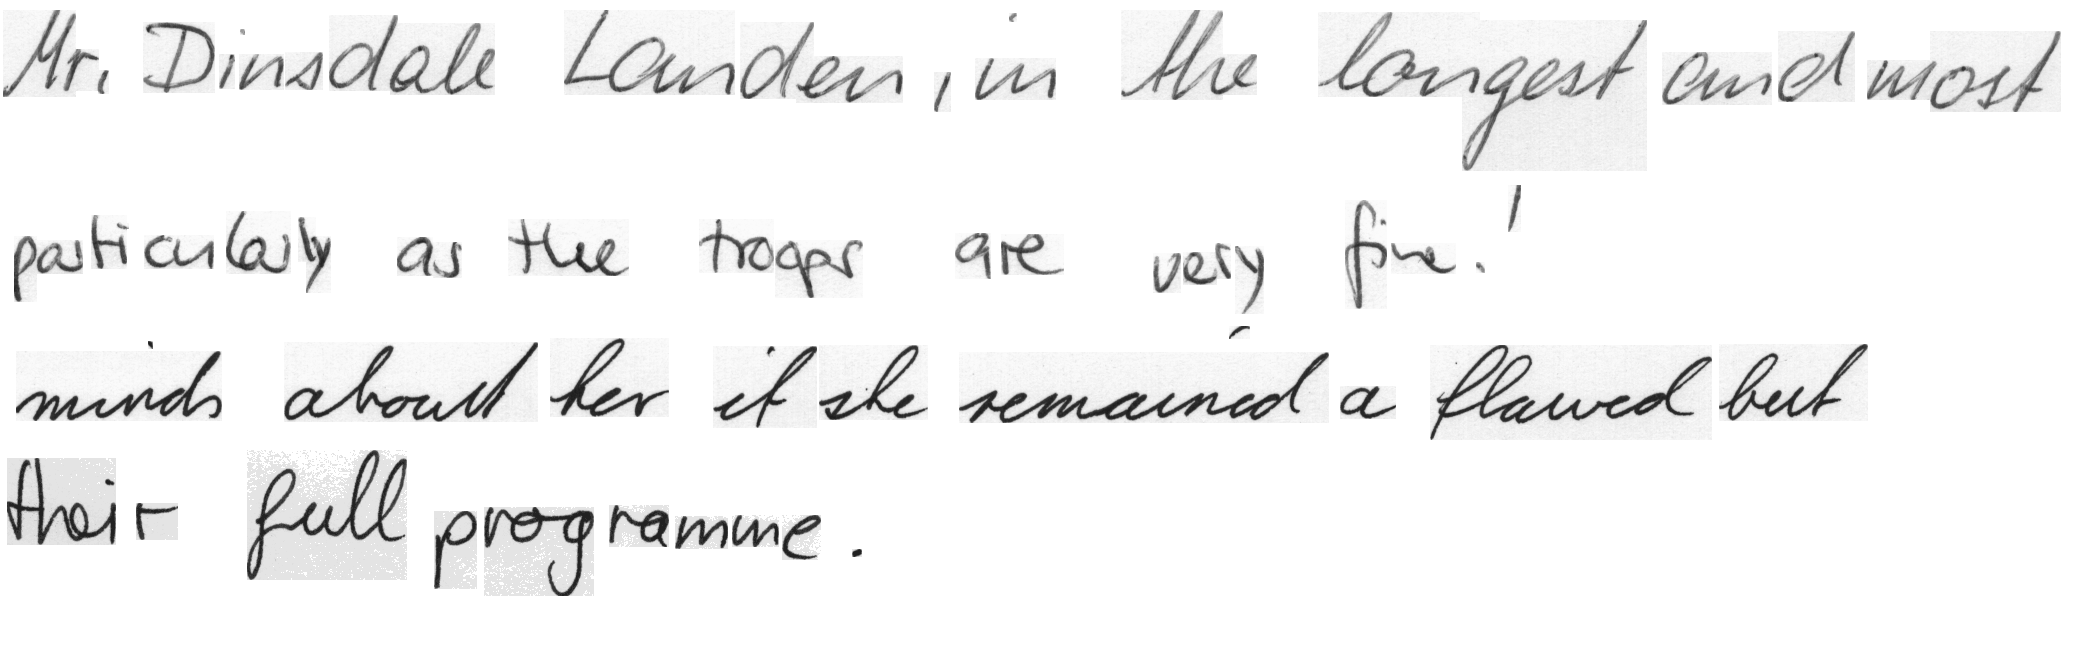 Mr. Dinsdale Landen, in the longest and most
particularly as the troops are very fine!
minds about her if she remained a flawed but
their full programme.